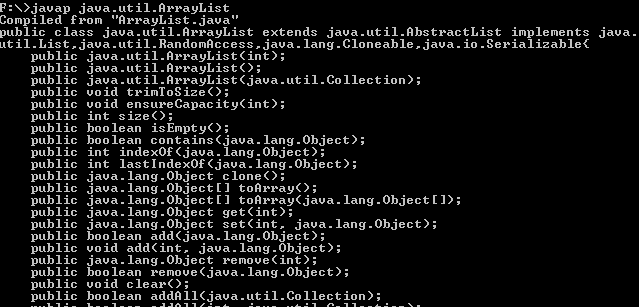 F:\>javap java.util.ArrayList
Compiled from "ArrayList.java"
public class java.util.ArrayList extends java.util.AbstractList implements java.
util.List,java.util.RandomAccess,java.lang.Cloneable,java.io.Serializable{
    public java.util.ArrayList(int);
    public java.util.ArrayList();
    public java.util.ArrayList(java.util.Collection);
    public void trimToSize();
    public void ensureCapacity(int);
    public int size();
    public boolean isEmpty();
    public boolean contains(java.lang.Object);
    public int indexOf(java.lang.Object);
    public int lastIndexOf(java.lang.Object);
    public java.lang.Object clone();
    public java.lang.Object[] toArray();
    public java.lang.Object[] toArray(java.lang.Object[]);
    public java.lang.Object get(int);
    public java.lang.Object set(int, java.lang.Object);
    public boolean add(java.lang.Object);
    public void add(int, java.lang.Object);
    public java.lang.Object remove(int);
    public boolean remove(java.lang.Object);
    public void clear();
    public boolean addAll(java.util.Collection);
    public boolean addAll(int, java.util.Collection);